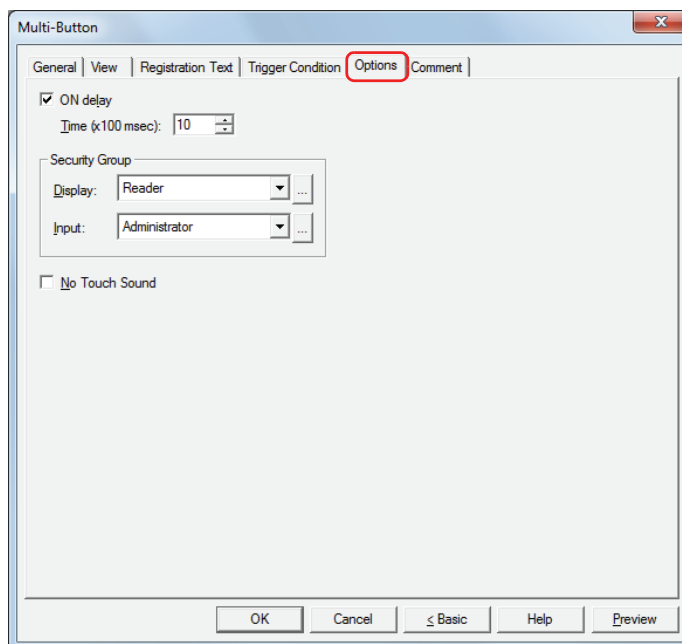 Multi-Button
General View Registration Text Trigger Condition Options Comment
ON delay
Time (x100 msec): 10
Security Group
Display: Reader ...
Input: Administrator ...
No Touch Sound
OK Cancel < Basic Help Preview